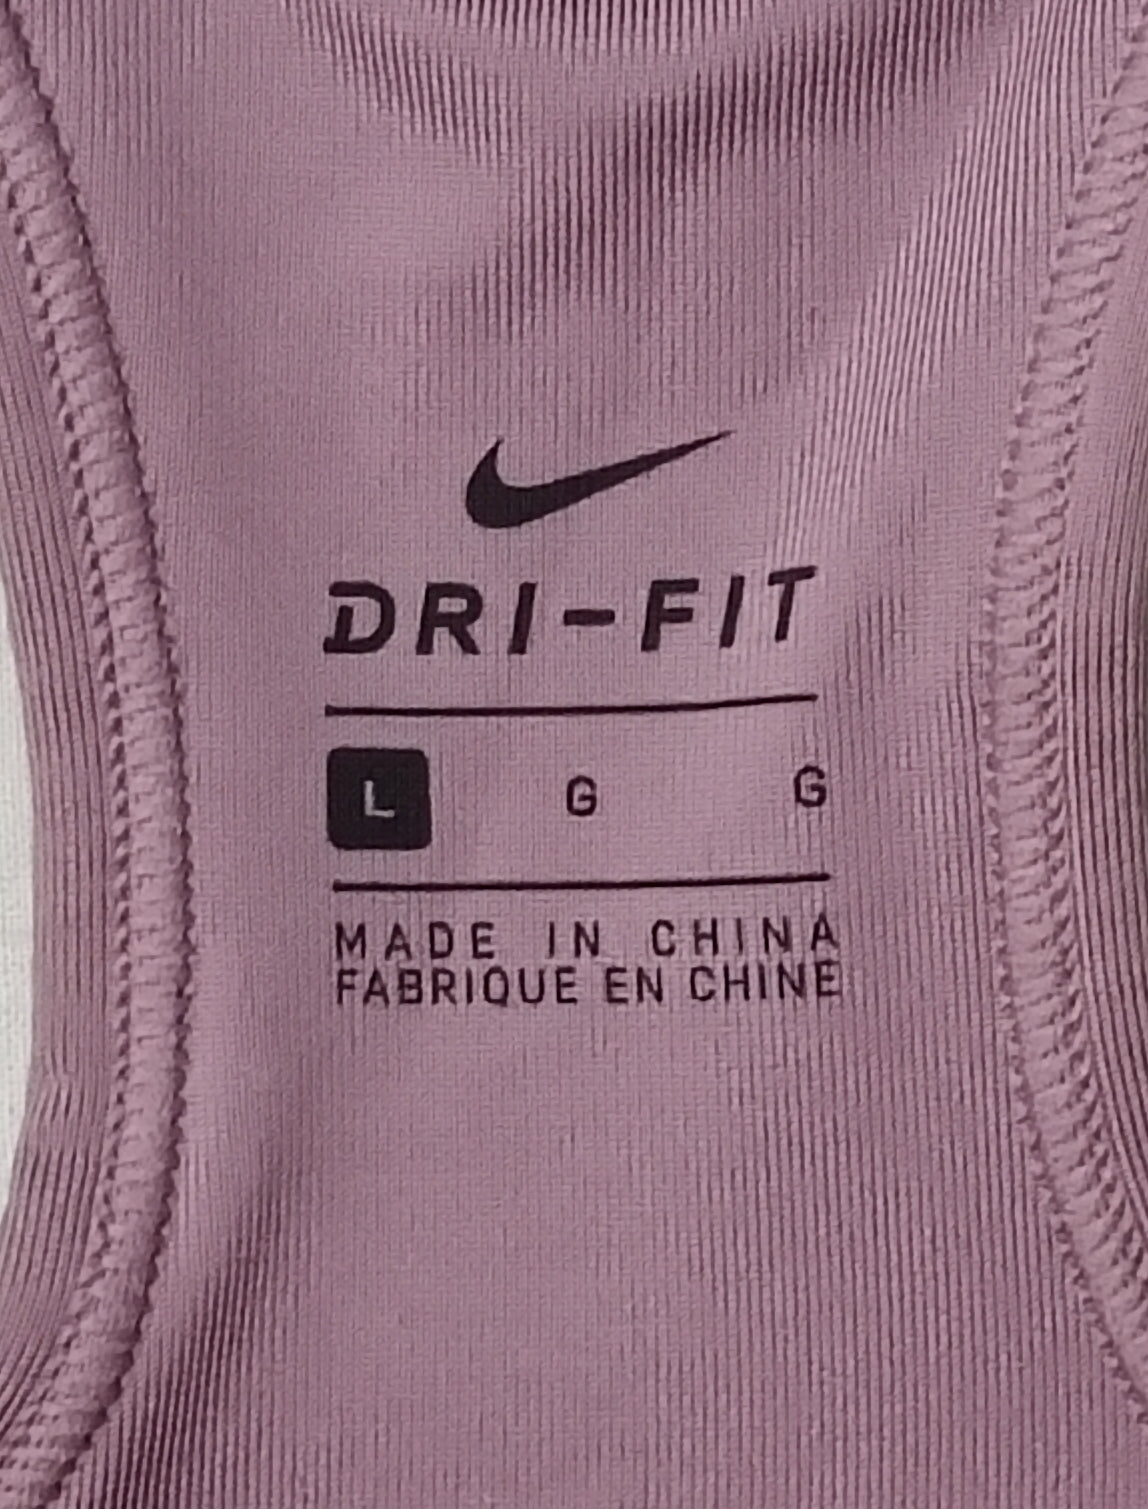 DRI-FIT
L G G
MADE IN CHINA
FABRIQUE EN CHINE